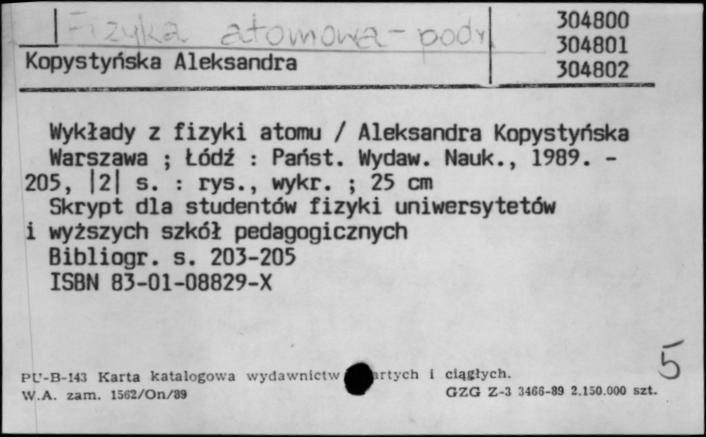 Fizyka atomowa - podr
304800
304801
304802
Kopystyńska Aleksandra
Wykłady z fizyki atomu / Aleksandra Kopystyńska
Warszawa ; Łódź : Państ. Wydaw. Nauk., 1989. -
205, |2| s. : rys., wykr. ; 25 cm
Skrypt dla studentów fizyki uniwersytetów
i wyższych szkół pedagogicznych
Bibliogr. s. 203-205
ISBN 83-01-08829-X
5
PU-B-143 Karta katalogowa wydawnictw artych i ciągłych.
W.A. zam. 1562/On/89 GZG Z-3 3466-89 2.150.000 szt.